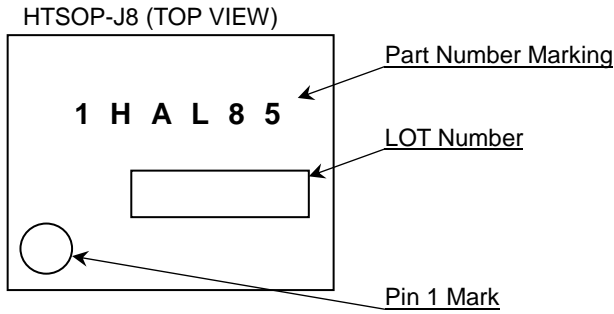 HTSOP-J8 (TOP VIEW)
Part Number Marking
1 H A L 8 5
LOT Number
Pin 1 Mark